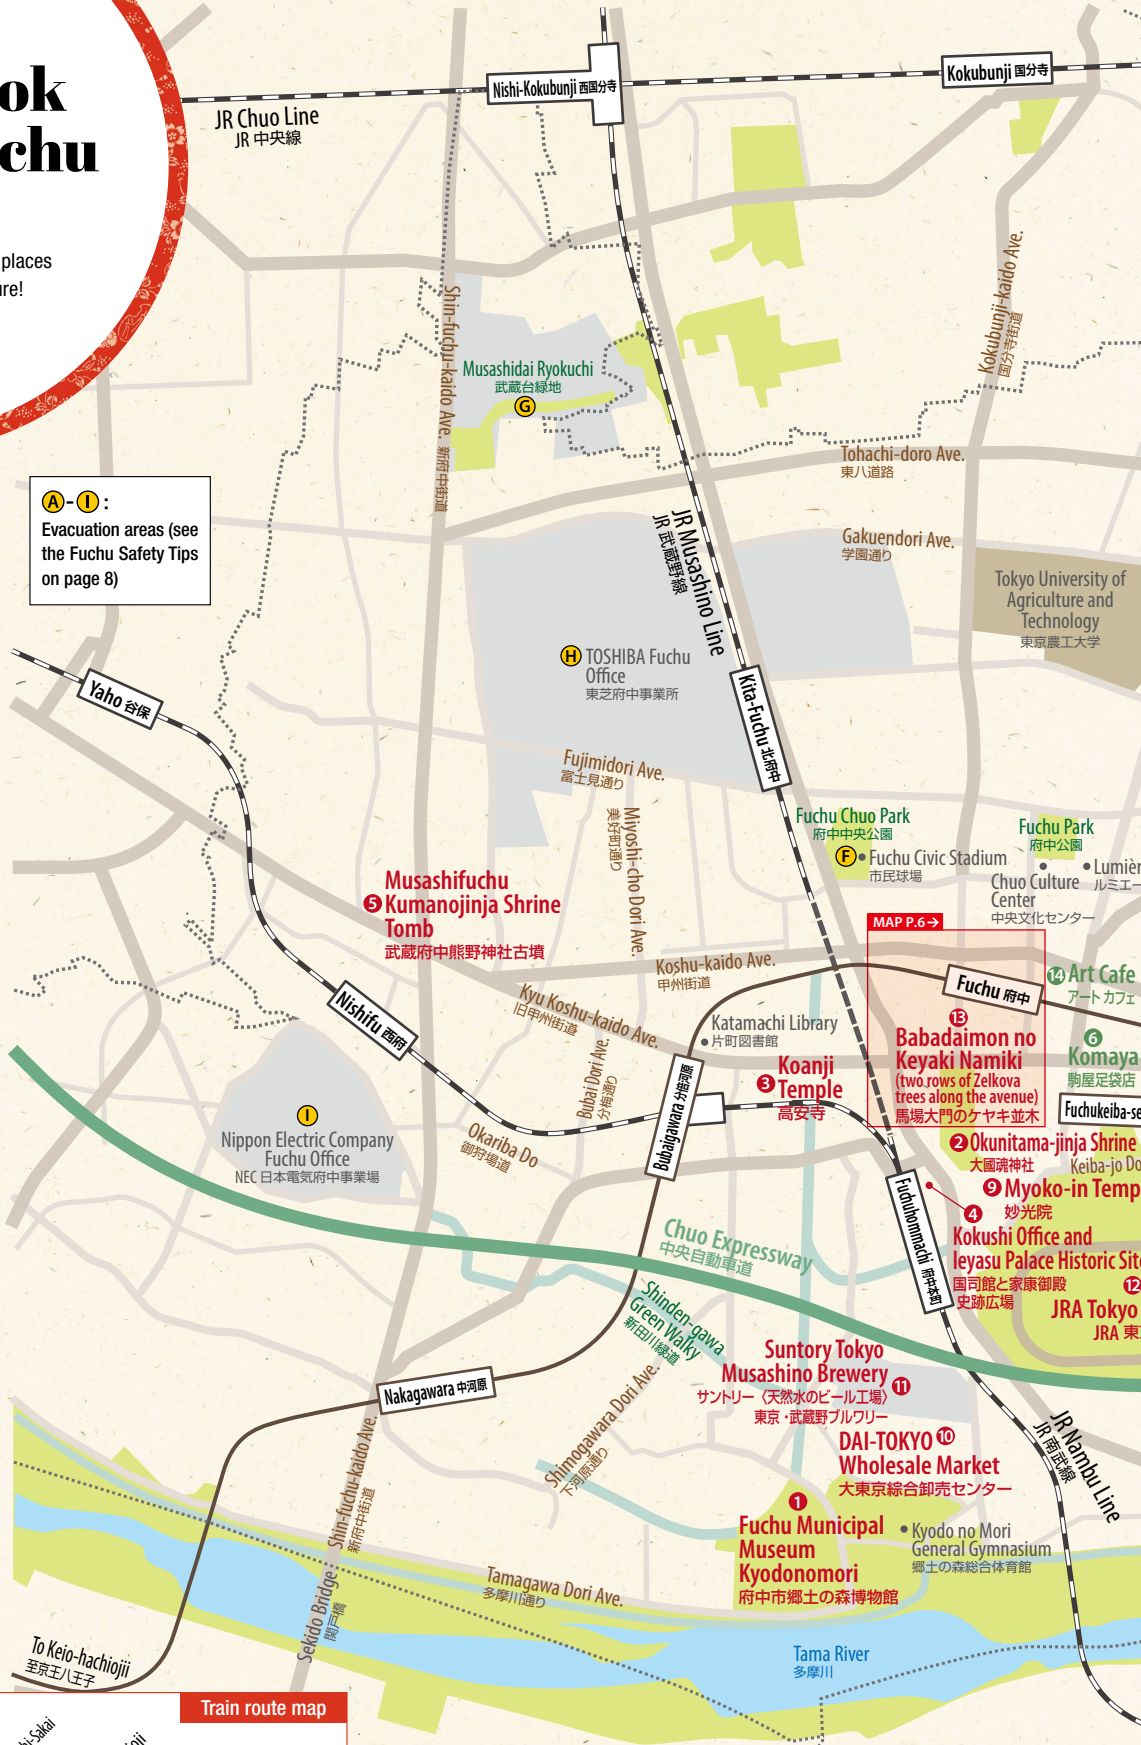 ok
chu
places
ure!
JR Chuo Line
JR 中央線
Nishi-Kokubunji 西国分寺
Kokubunji 国分寺
Shin-fuchu-kaido Ave. 新府中街道
Kokubunji-kaido Ave.
国分寺街道
Musashidai Ryokuchi
武蔵台緑地
G
Tohachi-doro Ave.
東八道路
A - I :
Evacuation areas (see
the Fuchu Safety Tips
on page 8)
JR Musashino Line
JR 武蔵野線
Gakuendori Ave.
学園通り
Tokyo University of
Agriculture and
Technology
東京農工大学
H TOSHIBA Fuchu
Office
東芝府中事業所
Yaho 谷保
Kita-Fuchu 北府中
Fujimidori Ave.
富士見通り
Miyoshi-cho Dori Ave.
美好町通り
Fuchu Chuo Park
府中中央公園
F
Fuchu Civic Stadium
市民球場
Fuchu Park
府中公園
Chuo Culture
Center
中央文化センター
Lumièr
ルミエー
5 Musashifuchu
Kumanojinja Shrine
Tomb
武蔵府中熊野神社古墳
MAP P.6→
Koshu-kaido Ave.
甲州街道
Fuchu 府中
14 Art Cafe
アート カフェ
Nishifu 西府
Kyu Koshu-kaido Ave.
旧甲州街道
Katamachi Library
片町図書館
13
Babadaimon no
Keyaki Namiki
(two rows of Zelkova
trees along the avenue)
馬場大門のケヤキ並木
6
Komaya
駒屋足袋店
Bubai Dori Ave.
分梅通り
3 Koanji
Temple
高安寺
Fuchukeiba-se
I
Nippon Electric Company
Fuchu Office
NEC 日本電気府中事業場
Okariba Do
御狩場道
Bubaigawara 分倍河原
2 Okunitama-jinja Shrine
大國魂神社
Keiba-jo Do
9 Myoko-in Temp
妙光院
Fuchuhommachi 府中本町
4
Kokushi Office and
Ieyasu Palace Historic Site
国司館と家康御殿
史跡広場
12
JRA Tokyo
JRA 東
Chuo Expressway
中央自動車道
Shinden-gawa
Green Walky
新田川緑道
Suntory Tokyo
Musashino Brewery 11
サントリー〈天然水のビール工場〉
東京・武蔵野ブルワリー
Nakagawara 中河原
Shimogawara Dori Ave.
下河原通り
DAI-TOKYO 10
Wholesale Market
大東京綜合卸売センター
JR Nambu Line
JR 南武線
Shin-fuchu-kaido Ave.
新府中街道
1
Fuchu Municipal
Museum
Kyodonomori
府中市郷土の森博物館
Kyodo no Mori
General Gymnasium
郷土の森総合体育館
Sekido Bridge
関戸橋
Tamagawa Dori Ave.
多摩川通り
Tama River
多摩川
To Keio-hachiojii
至京王八王子
Train route map
hi-Sakai
oji